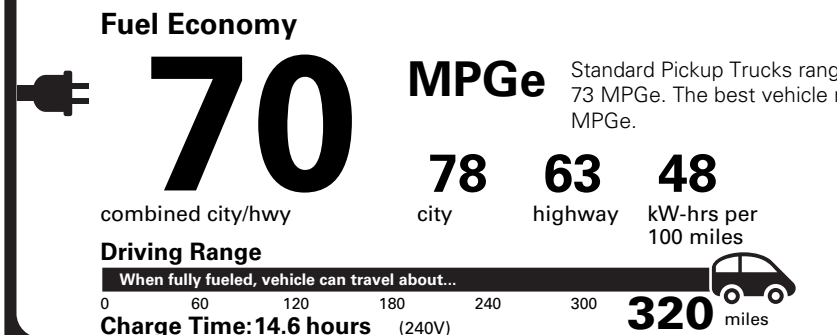 Fuel Economy
70
MPGe
Standard Pickup Trucks
73 MPGe. The best vehicle
MPGe.
78 63 48
combined city/hwy city highway kW-hrs per
100 miles
Driving Range
When fully fueled, vehicle can travel about...
0 60 120 180 240 300 320 miles
Charge Time: 14.6 hours (240V)